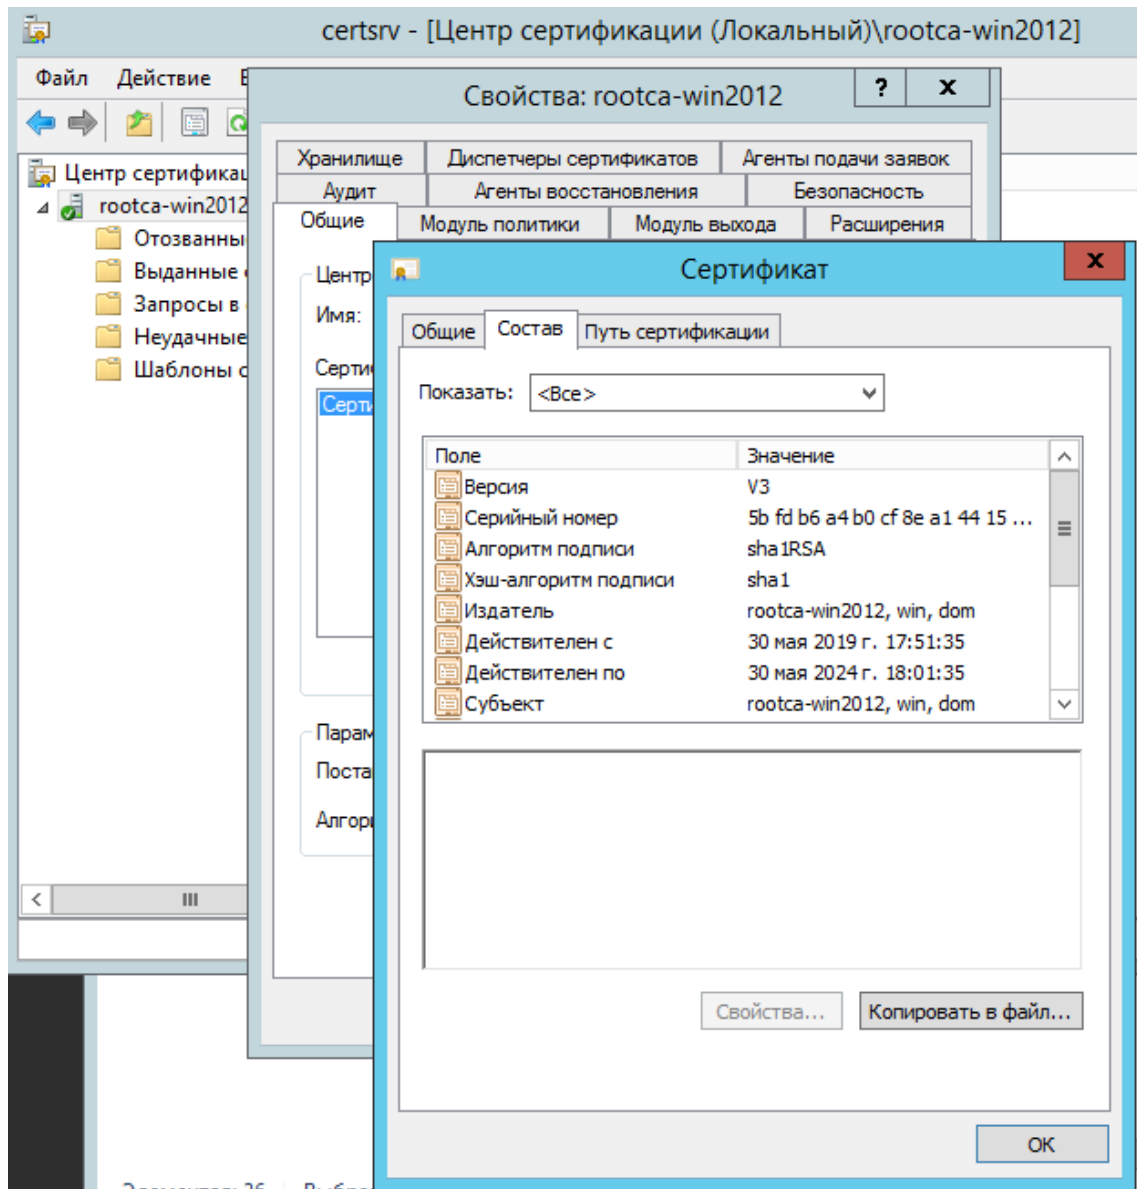 certsrv - [Центр сертификации (Локальный)\rootca-win2012]
Файл Действие
Свойства: rootca-win2012 ? x
Хранилище Диспетчеры сертификатов Агенты подачи заявок
Аудит Агенты восстановления Безопасность
Общие Модуль политики Модуль выхода Расширения
Центр сертификац
rootca-win2012
Отозванны
Выданные
Запросы в
Неудачные
Шаблоны с
Центр
Имя:
Серти
Серти
Парам
Поста
Алгор
Сертификат x
Общие Состав Путь сертификации
Показать: <Все>
Поле Значение
Версия V3
Серийный номер 5b fd b6 a4 b0 cf 8e a1 44 15 ...
Алгоритм подписи sha1RSA
Хэш-алгоритм подписи sha1
Издатель rootca-win2012, win, dom
Действителен с 30 мая 2019 г. 17:51:35
Действителен по 30 мая 2024 г. 18:01:35
Субъект rootca-win2012, win, dom
Свойства... Копировать в файл...
ОК